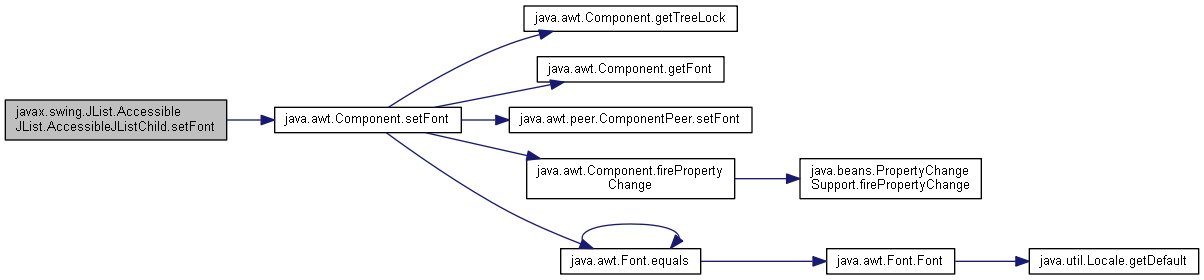 java.awt.Component.getTreeLock
java.awt.Component.getFont
javax.swing.JList.Accessible
JList.AccessibleJListChild.setFont
java.awt.Component.setFont
java.awt.peer.ComponentPeer.setFont
java.awt.Component.fireProperty
Change
java.beans.PropertyChange
Support.firePropertyChange
java.awt.Font.equals
java.awt.Font.Font
java.util.Locale.getDefault